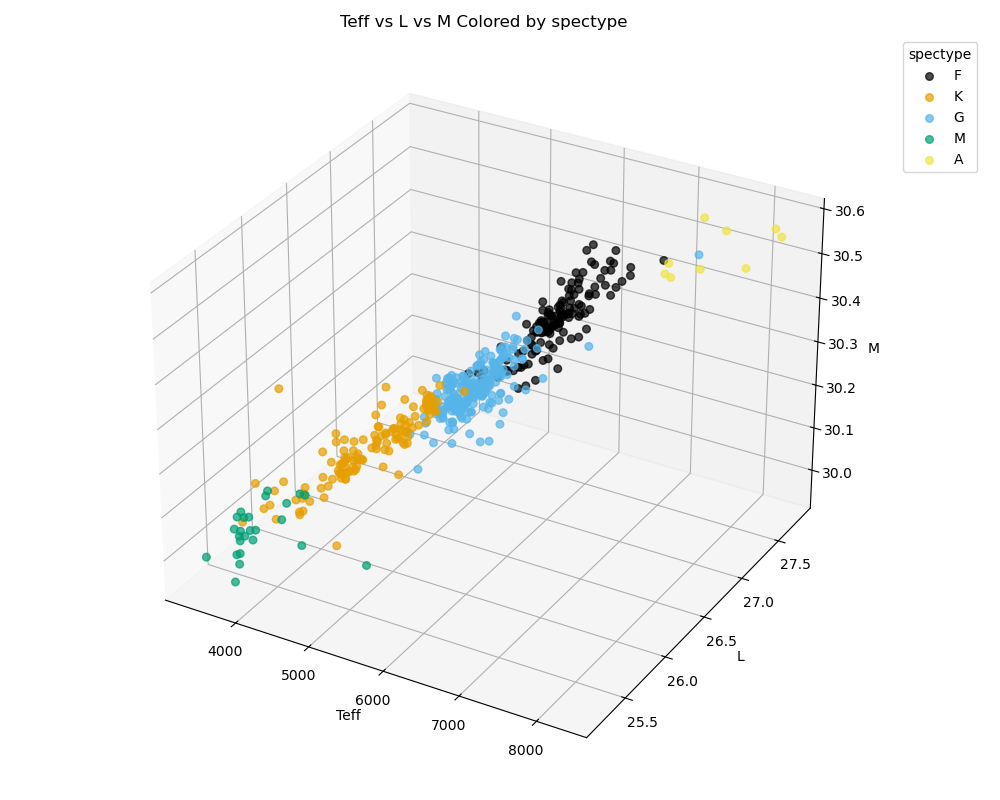 Teff vs L vs M Colored by spectype
spectype
F
K
G
M
A
30.6
30.5
30.4
30.3
30.2
30.1
30.0
M
27.5
27.0
26.5
26.0
25.5
L
4000
5000
6000
7000
8000
Teff